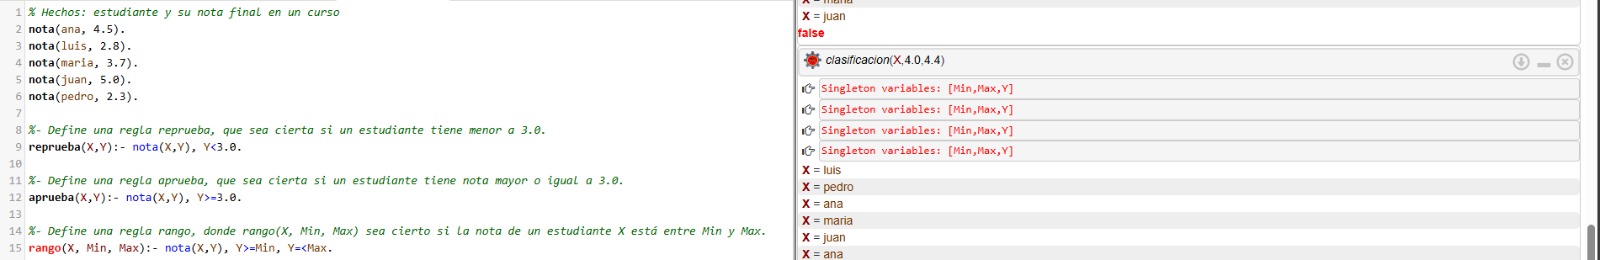 1 % Hechos: estudiante y su nota final en un curso
2 nota(ana, 4.5).
3 nota(luis, 2.8).
4 nota(maria, 3.7).
5 nota(juan, 5.0).
6 nota(pedro, 2.3).
7
8 %- Define una regla reprueba, que sea cierta si un estudiante tiene menor a 3.0.
9 reprueba(X,Y):- nota(X,Y), Y<3.0.
10
11 %- Define una regla aprueba, que sea cierta si un estudiante tiene nota mayor o igual a 3.0.
12 aprueba(X,Y):- nota(X,Y), Y>=3.0.
13
14 %- Define una regla rango, donde rango(X, Min, Max) sea cierto si la nota de un estudiante X está entre Min y Max.
15 rango(X, Min, Max):- nota(X,Y), Y>=Min, Y=<Max.
X = maria
X = juan
false
clasificacion(X,4.0,4.4)
Singleton variables: [Min,Max,Y]
Singleton variables: [Min,Max,Y]
Singleton variables: [Min,Max,Y]
Singleton variables: [Min,Max,Y]
X = luis
X = pedro
X = ana
X = maria
X = juan
X = ana